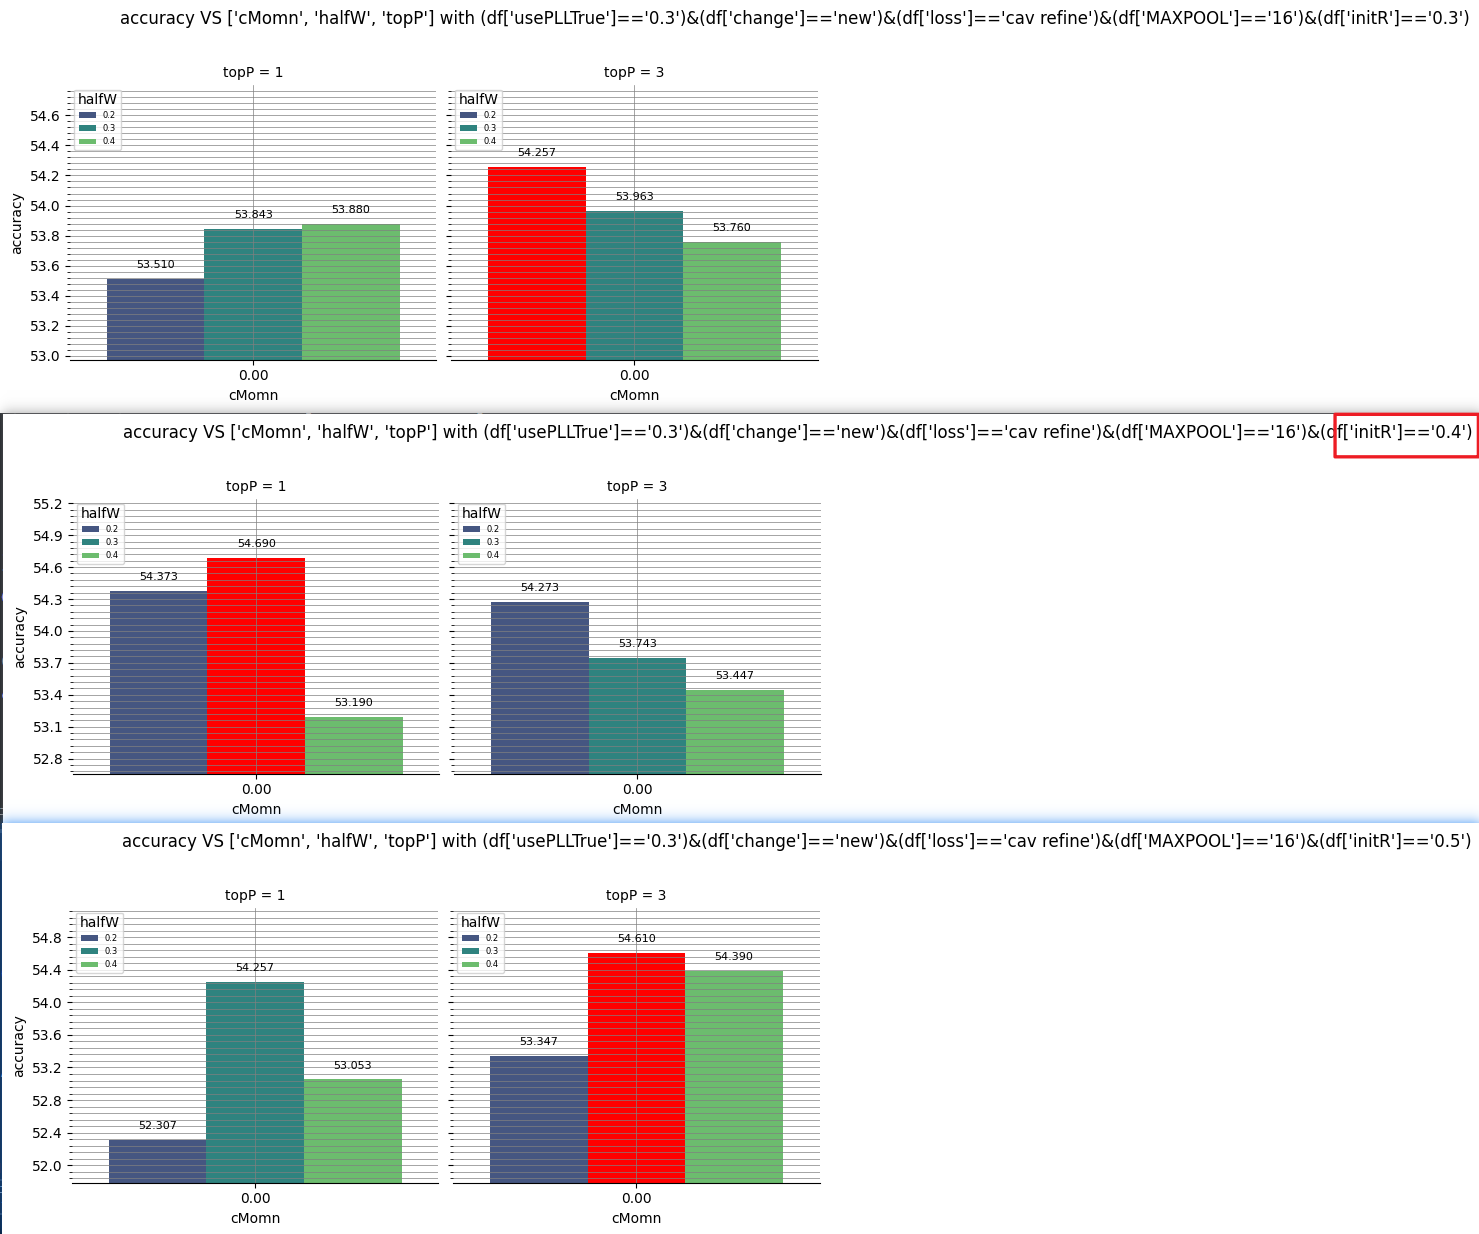 accuracy VS ['cMomn', 'halfW', 'topP'] with (df['usePLLTrue']=='0.3')&(df['change']=='new')&(df['loss']=='cav refine')&(df['MAXPOOL']=='16')&(df['initR']=='0.3')
topP = 1
topP = 3
halfW
0.2
0.3
0.4
halfW
0.2
0.3
0.4
54.6
54.4
54.2
54.0
53.8
53.6
53.4
53.2
53.0
accuracy
53.510
53.843
53.880
54.257
53.963
53.760
0.00
0.00
cMomn
cMomn
accuracy VS ['cMomn', 'halfW', 'topP'] with (df['usePLLTrue']=='0.3')&(df['change']=='new')&(df['loss']=='cav refine')&(df['MAXPOOL']=='16')&(df['initR']=='0.4')
topP = 1
topP = 3
halfW
0.2
0.3
0.4
halfW
0.2
0.3
0.4
55.2
54.9
54.6
54.3
54.0
53.7
53.4
53.1
52.8
accuracy
54.373
54.690
53.190
54.273
53.743
53.447
0.00
0.00
cMomn
cMomn
accuracy VS ['cMomn', 'halfW', 'topP'] with (df['usePLLTrue']=='0.3')&(df['change']=='new')&(df['loss']=='cav refine')&(df['MAXPOOL']=='16')&(df['initR']=='0.5')
topP = 1
topP = 3
halfW
0.2
0.3
0.4
halfW
0.2
0.3
0.4
54.8
54.4
54.0
53.6
53.2
52.8
52.4
52.0
accuracy
52.307
54.257
53.053
53.347
54.610
54.390
0.00
0.00
cMomn
cMomn